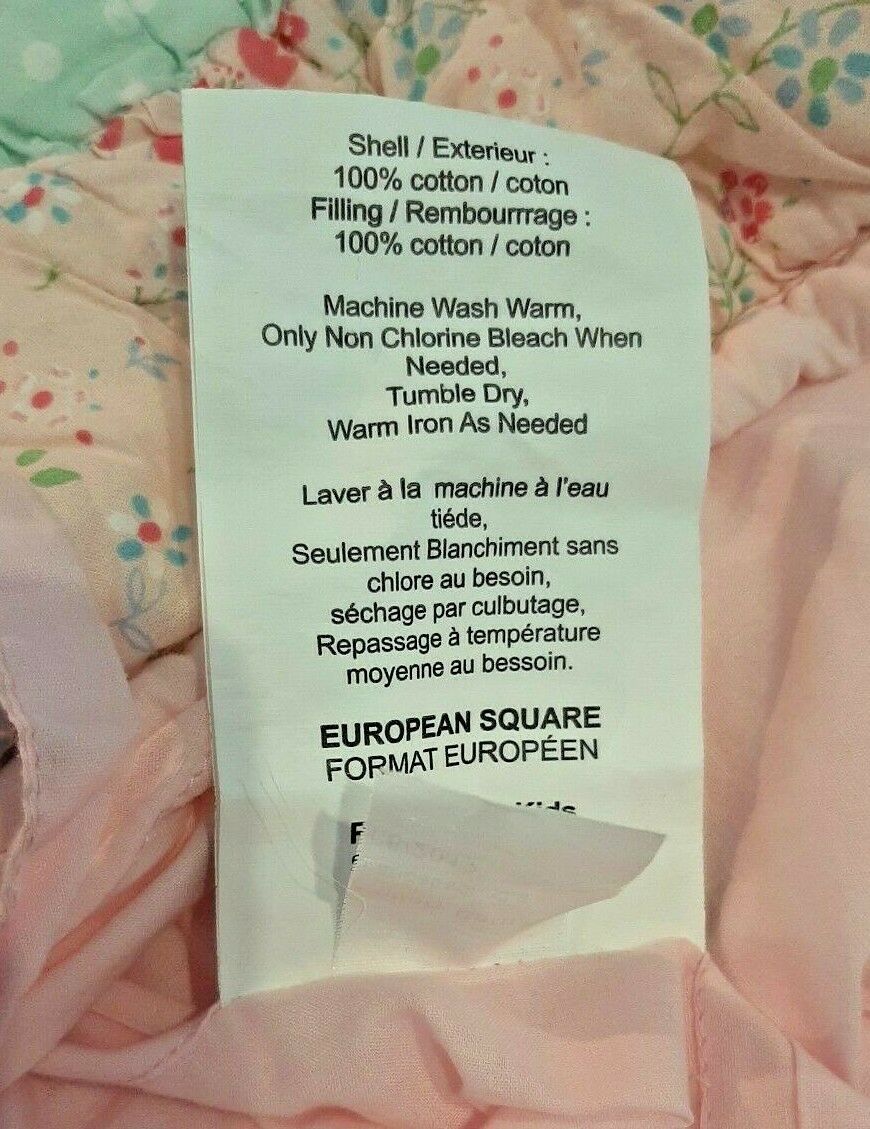 Shell / Exterieur :
100% cotton / coton
Filling / Rembourrrage :
100% cotton / coton
Machine Wash Warm,
Only Non Chlorine Bleach When
Needed,
Tumble Dry,
Warm Iron As Needed
Laver à la machine à l'eau
tiéde,
Seulement Blanchiment sans
chlore au besoin,
séchage par culbutage,
Repassage à température
moyenne au bessoin.
EUROPEAN SQUARE
FORMAT EUROPÉEN